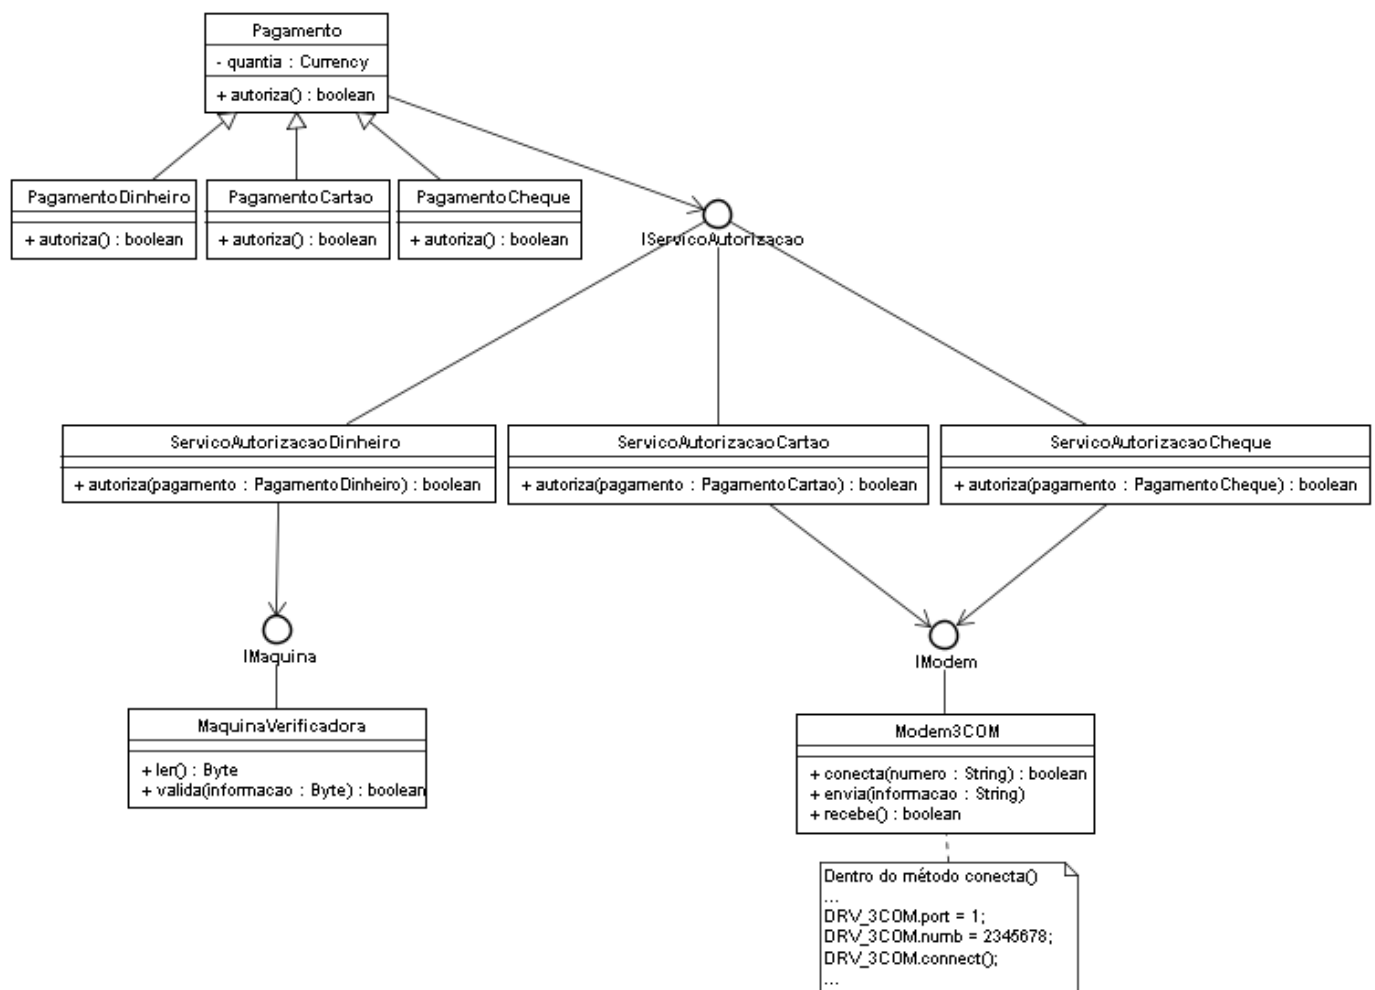 Pagamento
- quantia : Currency
+ autoriza() : boolean
PagamentoDinheiro
+ autoriza() : boolean
PagamentoCartao
+ autoriza() : boolean
PagamentoCheque
+ autoriza() : boolean
IServicoAutorizacao
ServicoAutorizacaoDinheiro
+ autoriza(pagamento : PagamentoDinheiro) : boolean
ServicoAutorizacaoCartao
+ autoriza(pagamento : PagamentoCartao) : boolean
ServicoAutorizacaoCheque
+ autoriza(pagamento : PagamentoCheque) : boolean
IMaquina
MaquinaVerificadora
+ ler() : Byte
+ valida(informacao : Byte) : boolean
IModem
Modem3COM
+ conecta(numero : String) : boolean
+ envia(informacao : String)
+ recebe() : boolean
Dentro do método conecta()
...
DRV_3COM.port = 1;
DRV_3COM.numb = 2345678;
DRV_3COM.connect();
...